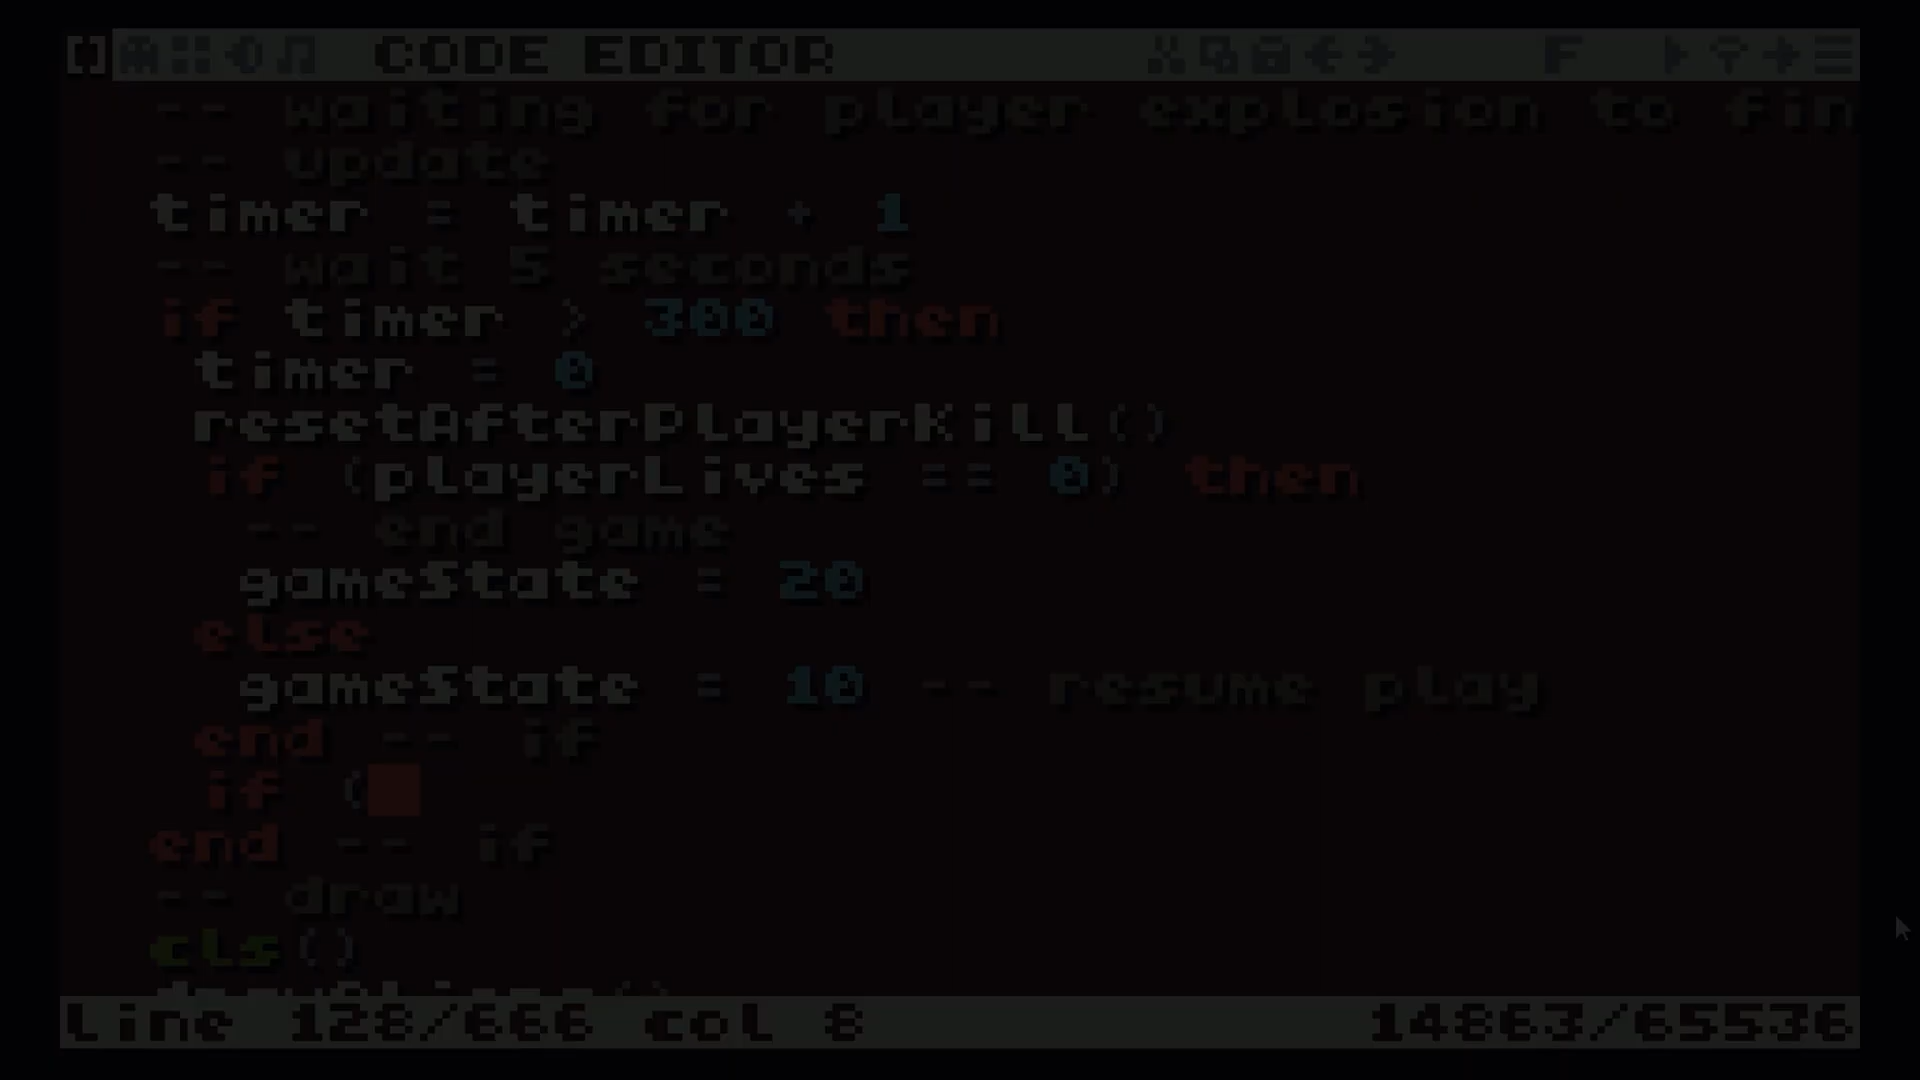 CODE EDITOR F
-- waiting for player explosion to fin
-- update
timer = timer + 1
-- wait 5 seconds
if timer > 300 then
timer = 0
resetAfterPlayerKill()
if (playerLives == 0) then
-- end game
gameState = 20
else
gameState = 10 -- resume play
end -- if
if (
end -- if
-- draw
cls()
line 128/666 col 8 14863/65536